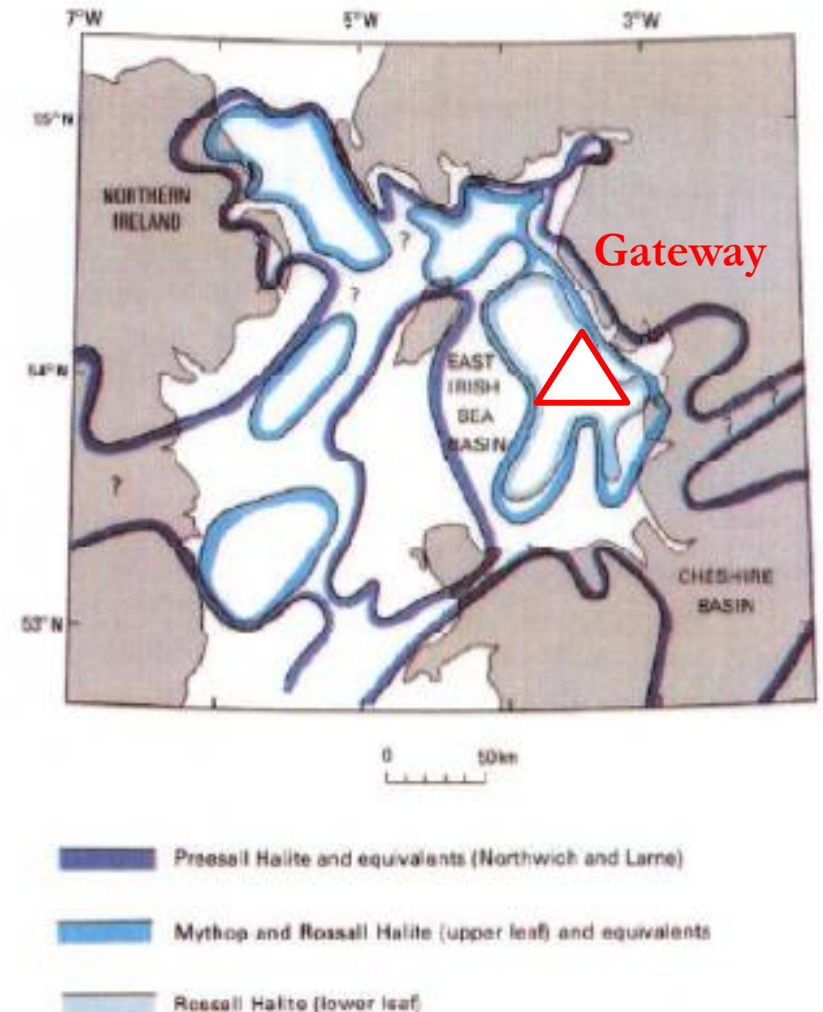 7°W 5°W 3°W
55°N
NORTHERN
IRELAND
Gateway
?
?
54°N
EAST
IRISH
SEA
BASIN
?
CHESHIRE
BASIN
53°N
0 50km
Preesall Halite and equivalents (Northwich and Larne)
Mythop and Rossall Halite (upper leaf) and equivalents
Rossall Halite (lower leaf)